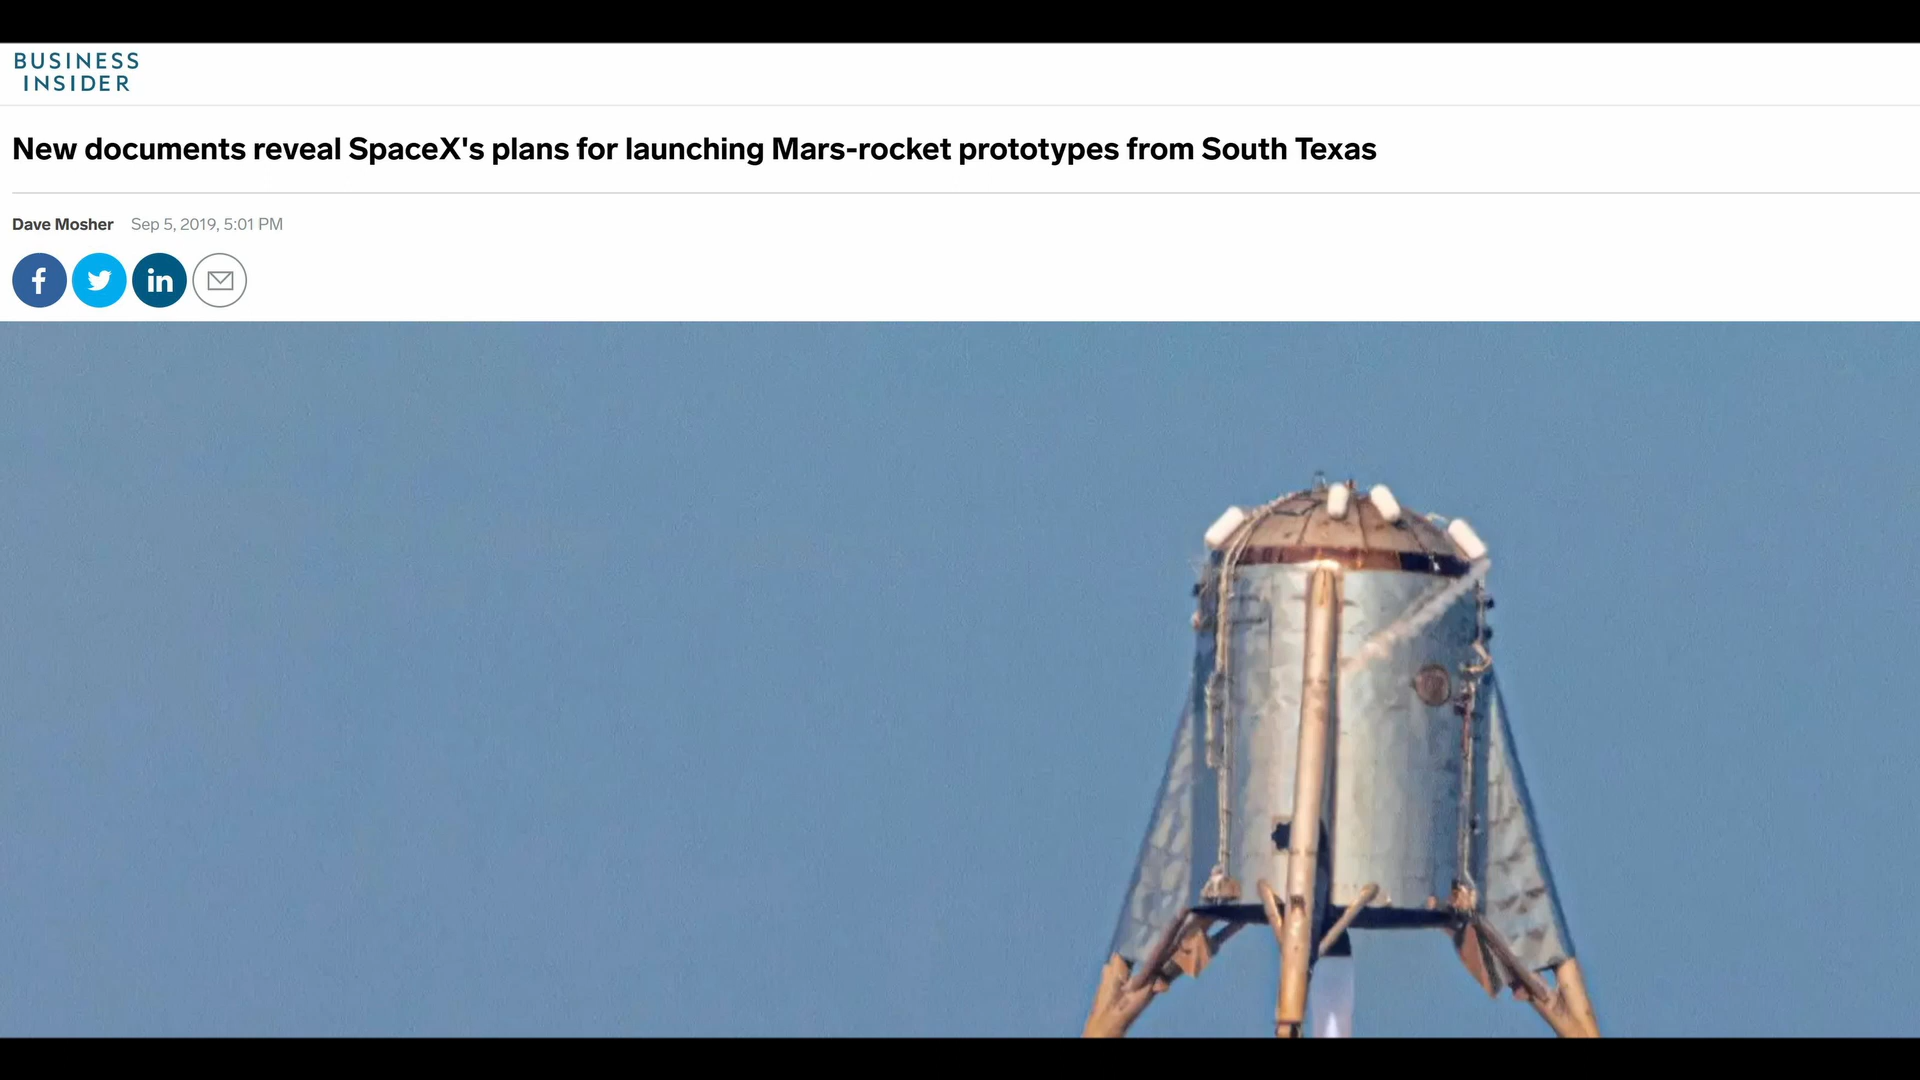 BUSINESS
INSIDER
New documents reveal SpaceX's plans for launching Mars-rocket prototypes from South Texas
Dave Mosher Sep 5, 2019, 5:01 PM
f in